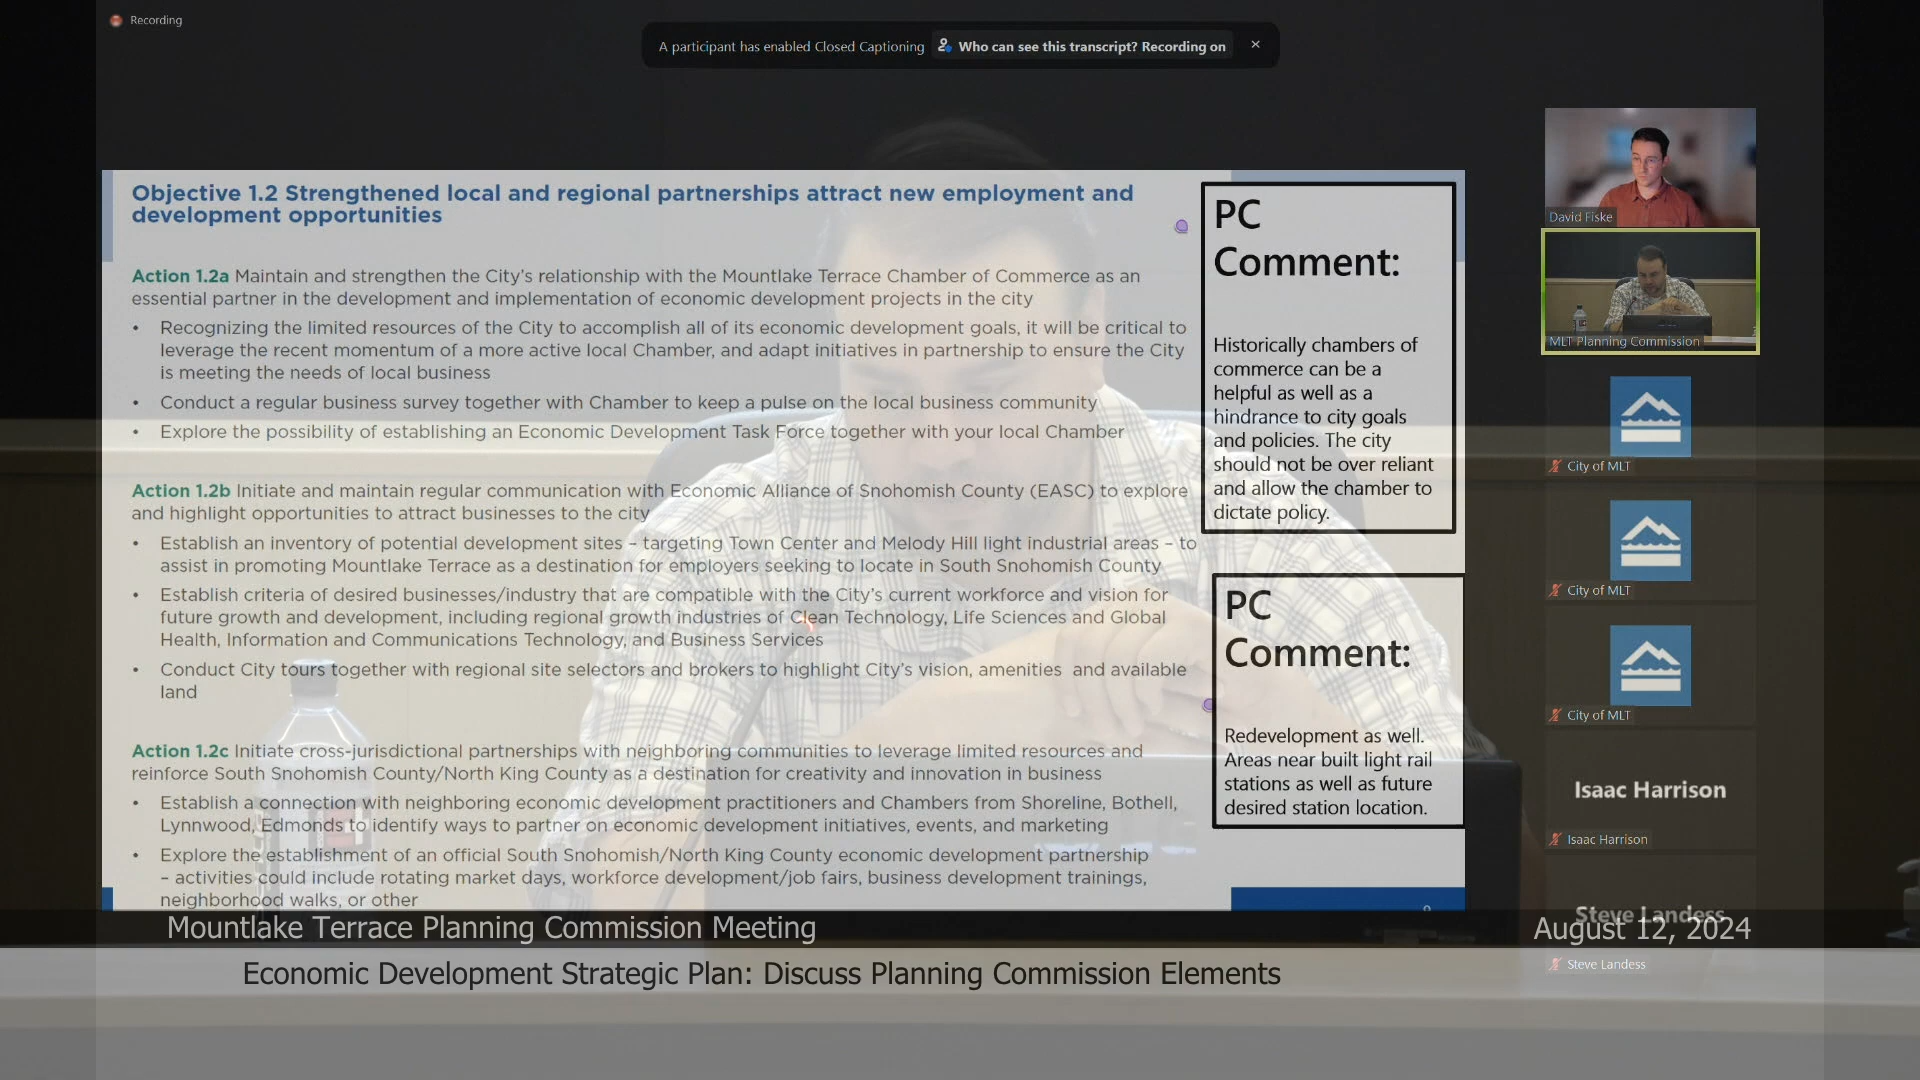 Recording
A participant has enabled Closed Captioning Who can see this transcript? Recording on
Objective 1.2 Strengthened local and regional partnerships attract new employment and
development opportunities
Action 1.2a Maintain and strengthen the City's relationship with the Mountlake Terrace Chamber of Commerce as an
essential partner in the development and implementation of economic development projects in the city
• Recognizing the limited resources of the City to accomplish all of its economic development goals, it will be critical to
leverage the recent momentum of a more active local Chamber, and adapt initiatives in partnership to ensure the City
is meeting the needs of local business
• Conduct a regular business survey together with Chamber to keep a pulse on the local business community
• Explore the possibility of establishing an Economic Development Task Force together with your local Chamber
Action 1.2b Initiate and maintain regular communication with Economic Alliance of Snohomish County (EASC) to explore
and highlight opportunities to attract businesses to the city
• Establish an inventory of potential development sites – targeting Town Center and Melody Hill light industrial areas – to
assist in promoting Mountlake Terrace as a destination for employers seeking to locate in South Snohomish County
• Establish criteria of desired businesses/industry that are compatible with the City's current workforce and vision for
future growth and development, including regional growth industries of Clean Technology, Life Sciences and Global
Health, Information and Communications Technology, and Business Services
• Conduct City tours together with regional site selectors and brokers to highlight City's vision, amenities and available
land
Action 1.2c Initiate cross-jurisdictional partnerships with neighboring communities to leverage limited resources and
reinforce South Snohomish County/North King County as a destination for creativity and innovation in business
• Establish a connection with neighboring economic development practitioners and Chambers from Shoreline, Bothell,
Lynnwood, Edmonds to identify ways to partner on economic development initiatives, events, and marketing
• Explore the establishment of an official South Snohomish/North King County economic development partnership
– activities could include rotating market days, workforce development/job fairs, business development trainings,
neighborhood walks, or other
PC
Comment:
Historically chambers of
commerce can be a
helpful as well as a
hindrance to city goals
and policies. The city
should not be over reliant
and allow the chamber to
dictate policy.
PC
Comment:
Redevelopment as well.
Areas near built light rail
stations as well as future
desired station location.
David Fiske
MLT Planning Commission
City of MLT
City of MLT
City of MLT
Isaac Harrison
Isaac Harrison
Steve Landess
Steve Landess
Mountlake Terrace Planning Commission Meeting
August 12, 2024
Economic Development Strategic Plan: Discuss Planning Commission Elements